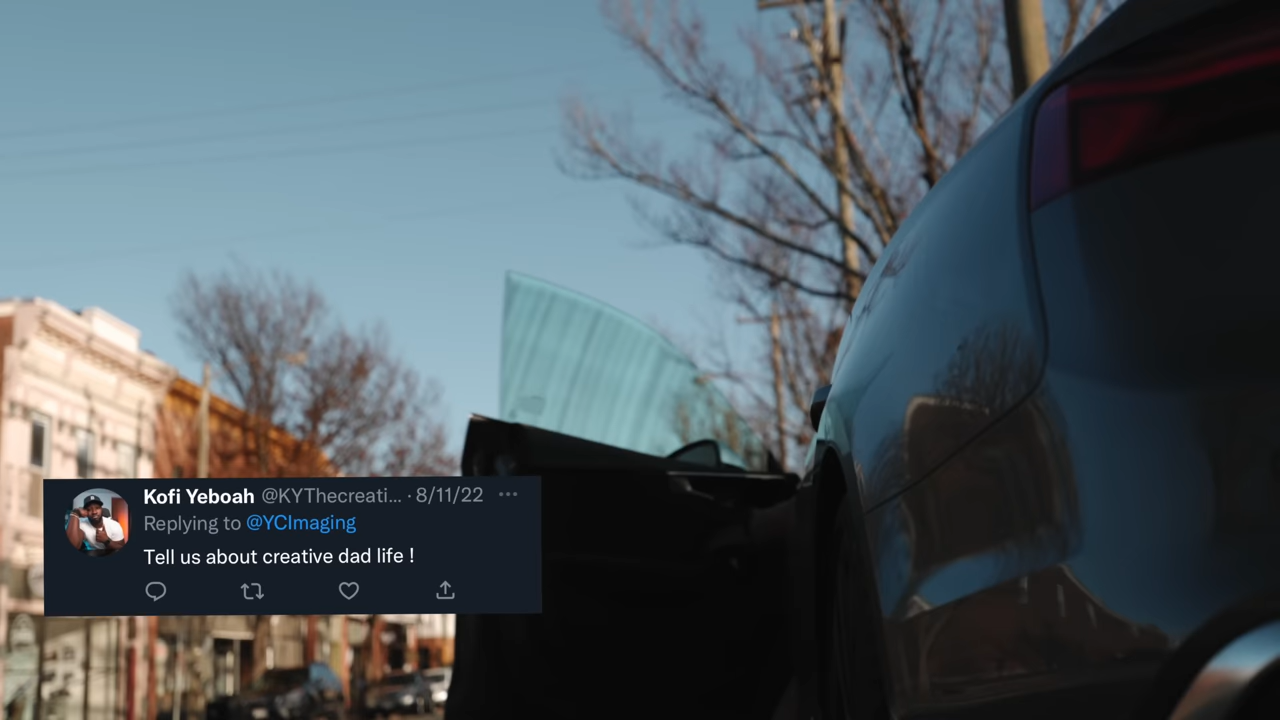 Kofi Yeboah @KYThecreati... · 8/11/22
Replying to @YCImaging
Tell us about creative dad life !